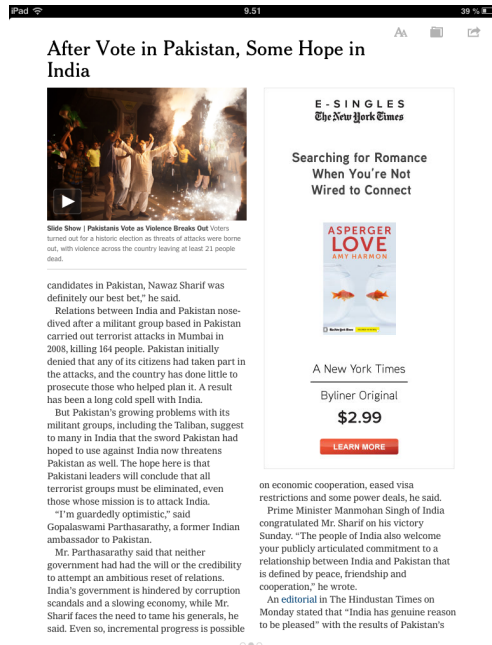 iPad
9.51
39 %
AA
After Vote in Pakistan, Some Hope in
India
Slide Show | Pakistanis Vote as Violence Breaks Out Voters
turned out for a historic election as threats of attacks were borne
out, with violence across the country leaving at least 21 people
dead.
candidates in Pakistan, Nawaz Sharif was
definitely our best bet,” he said.
Relations between India and Pakistan nose-
dived after a militant group based in Pakistan
carried out terrorist attacks in Mumbai in
2008, killing 164 people. Pakistan initially
denied that any of its citizens had taken part in
the attacks, and the country has done little to
prosecute those who helped plan it. A result
has been a long cold spell with India.
But Pakistan’s growing problems with its
militant groups, including the Taliban, suggest
to many in India that the sword Pakistan had
hoped to use against India now threatens
Pakistan as well. The hope here is that
Pakistani leaders will conclude that all
terrorist groups must be eliminated, even
those whose mission is to attack India.
“I’m guardedly optimistic,” said
Gopalaswami Parthasarathy, a former Indian
ambassador to Pakistan.
Mr. Parthasarathy said that neither
government had had the will or the credibility
to attempt an ambitious reset of relations.
India’s government is hindered by corruption
scandals and a slowing economy, while Mr.
Sharif faces the need to tame his generals, he
said. Even so, incremental progress is possible
E-SINGLES
The New York Times
Searching for Romance
When You’re Not
Wired to Connect
ASPERGER
LOVE
AMY HARMON
A New York Times
Byliner Original
$2.99
LEARN MORE
on economic cooperation, eased visa
restrictions and some power deals, he said.
Prime Minister Manmohan Singh of India
congratulated Mr. Sharif on his victory
Sunday. “The people of India also welcome
your publicly articulated commitment to a
relationship between India and Pakistan that
is defined by peace, friendship and
cooperation,” he wrote.
An editorial in The Hindustan Times on
Monday stated that “India has genuine reason
to be pleased” with the results of Pakistan’s